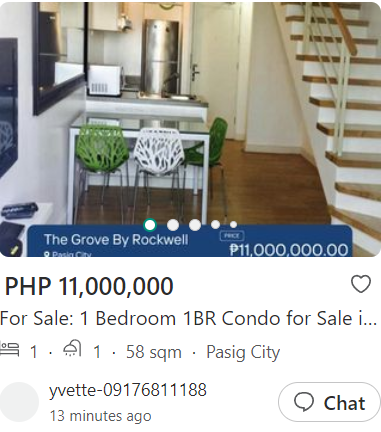 The Grove By Rockwell
Pasig City
PRICE
₱11,000,000.00
PHP 11,000,000
For Sale: 1 Bedroom 1BR Condo for Sale i...
1 · 1 · 58 sqm · Pasig City
yvette-09176811188
13 minutes ago
Chat